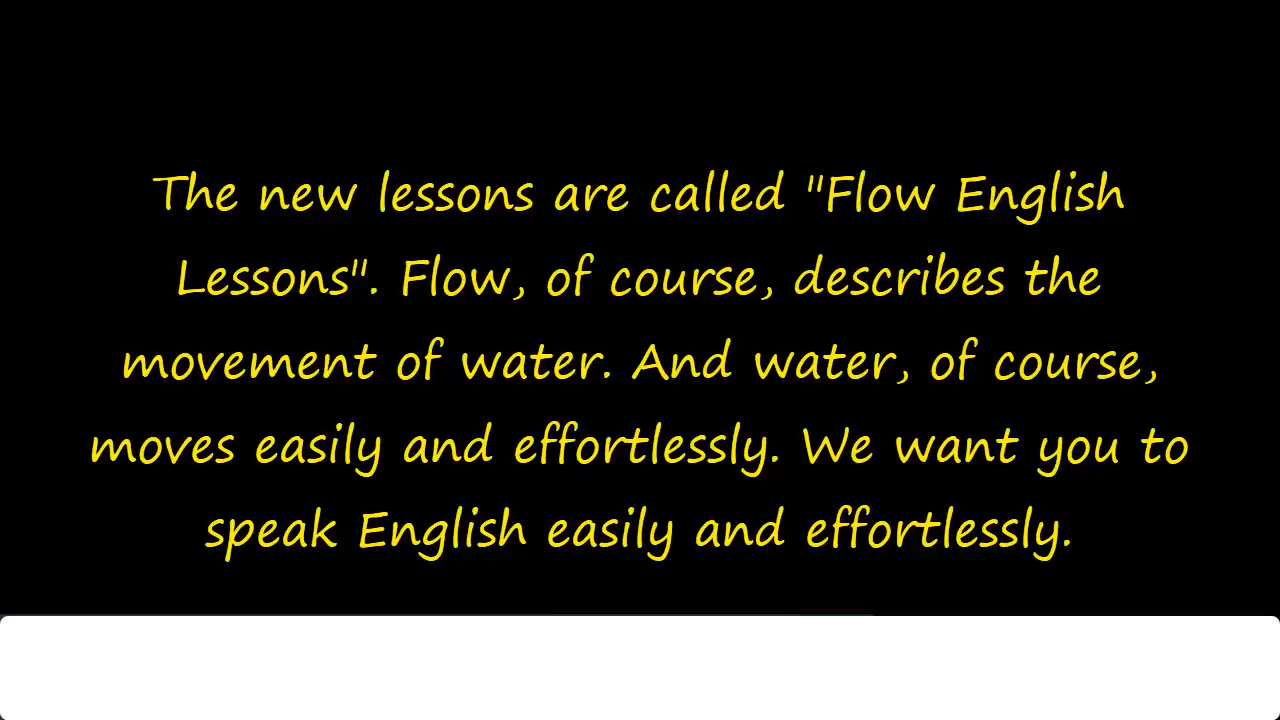 The new lessons are called "Flow English
Lessons". Flow, of course, describes the
movement of water. And water, of course,
moves easily and effortlessly. We want you to
speak English easily and effortlessly.